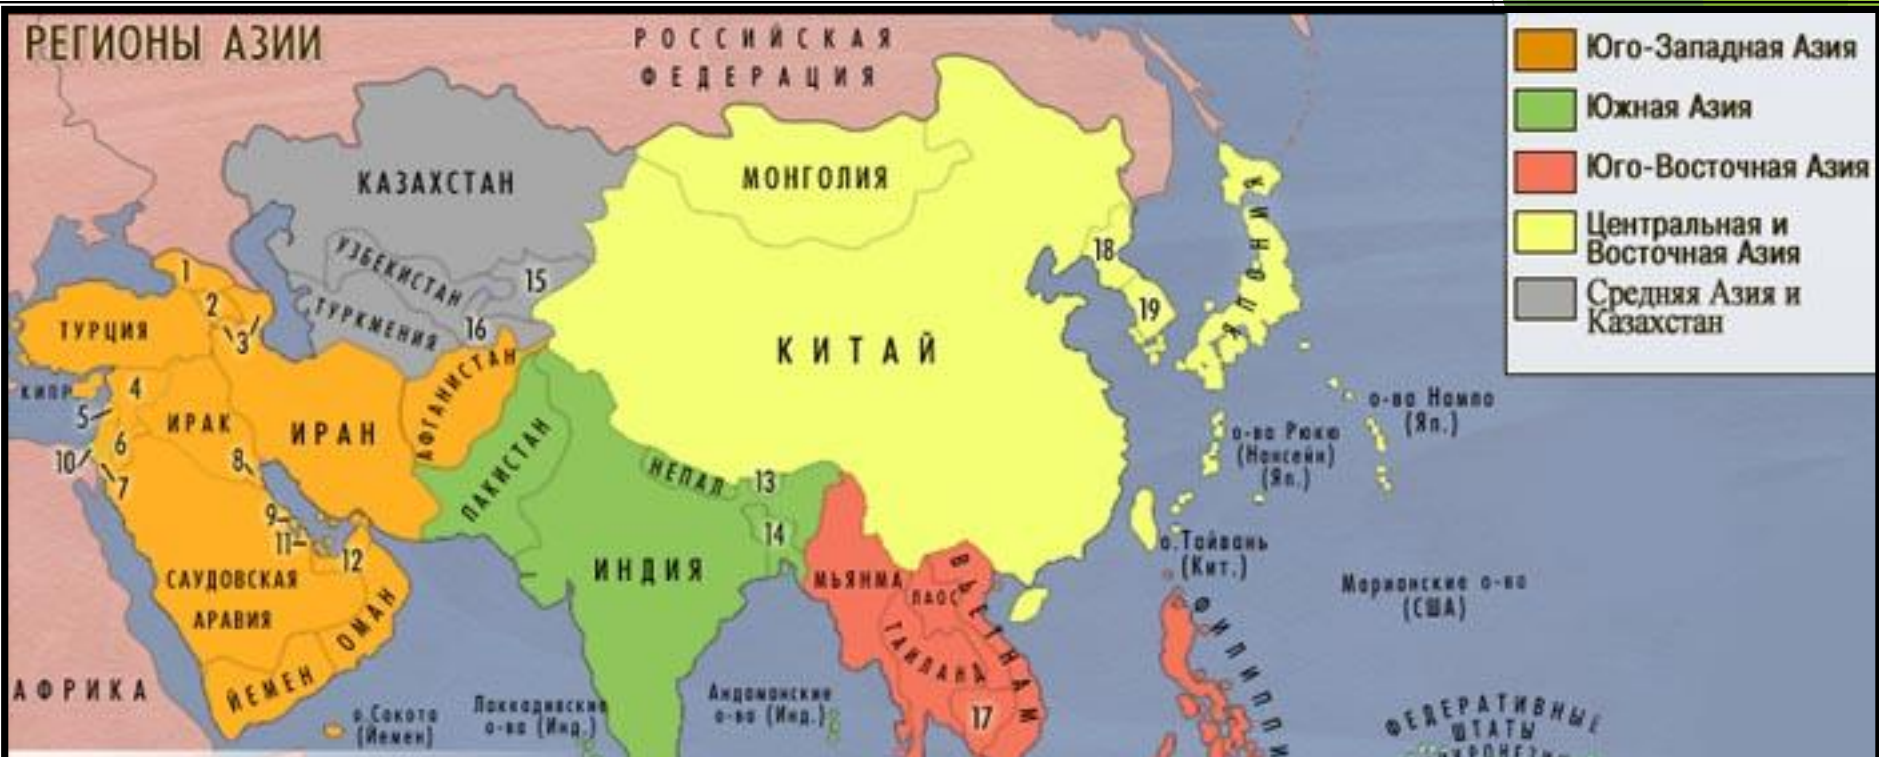 РЕГИОНЫ АЗИИ
РОССИЙСКАЯ
ФЕДЕРАЦИЯ
Юго-Западная Азия
Южная Азия
Юго-Восточная Азия
Центральная и
Восточная Азия
Средняя Азия и
Казахстан
КАЗАХСТАН
МОНГОЛИЯ
ЯПОНИЯ
УЗБЕКИСТАН
15
18
1
2
3
ТУРКМЕНИЯ
16
19
ТУРЦИЯ
КИТАЙ
АФГАНИСТАН
КИПР
4
5
6
ИРАК
ИРАН
8
10
7
ПАКИСТАН
НЕПАЛ
13
14
о-ва Нампо
(Яп.)
о-ва Рюкю
(Нансейи)
(Яп.)
9
11
12
о.Тайвань
(Кит.)
САУДОВСКАЯ
АРАВИЯ
ОМАН
ЙЕМЕН
ИНДИЯ
МЬЯНМА
ЛАОС
ВЬЕТНАМ
ТАИЛАНД
17
Марианские о-ва
(США)
АФРИКА
о.Сокота
(Йемен)
Лаккадивские
о-ва (Инд.)
Андаманские
о-ва (Инд.)
ФИЛИППИ
ФЕДЕРАТИВНЫЕ
ШТАТЫ